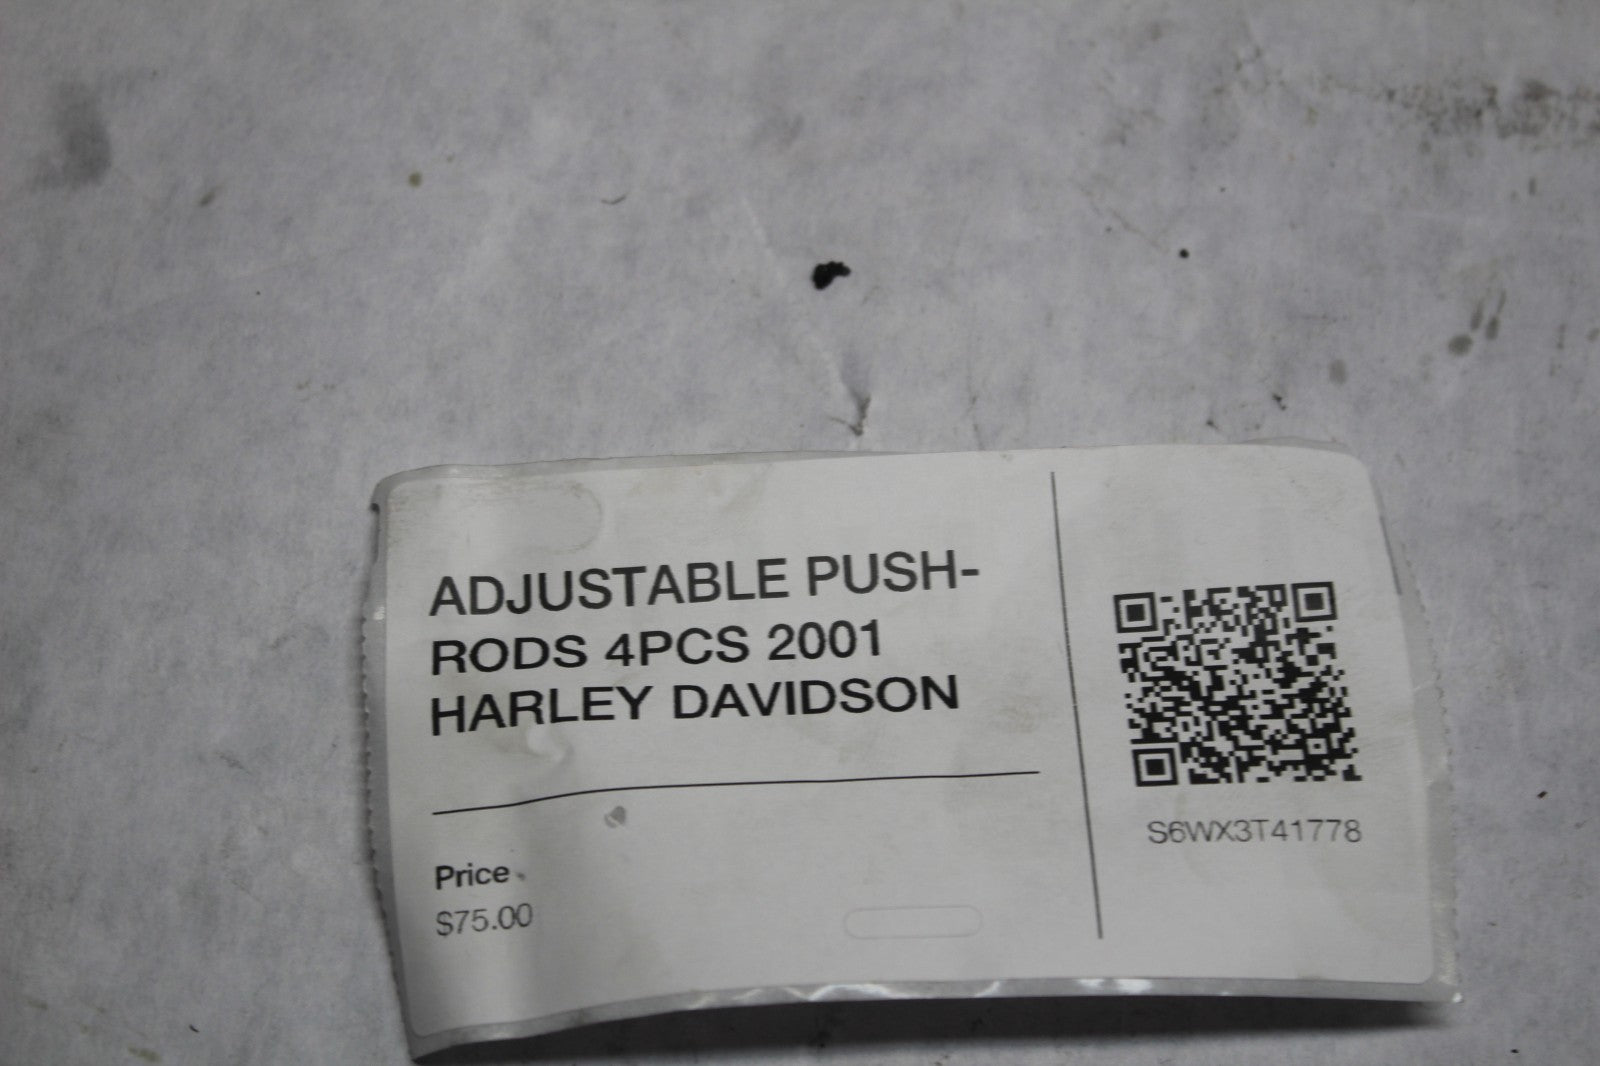 ADJUSTABLE PUSH-
RODS 4PCS 2001
HARLEY DAVIDSON
Price
$75.00
S6WX3T41778